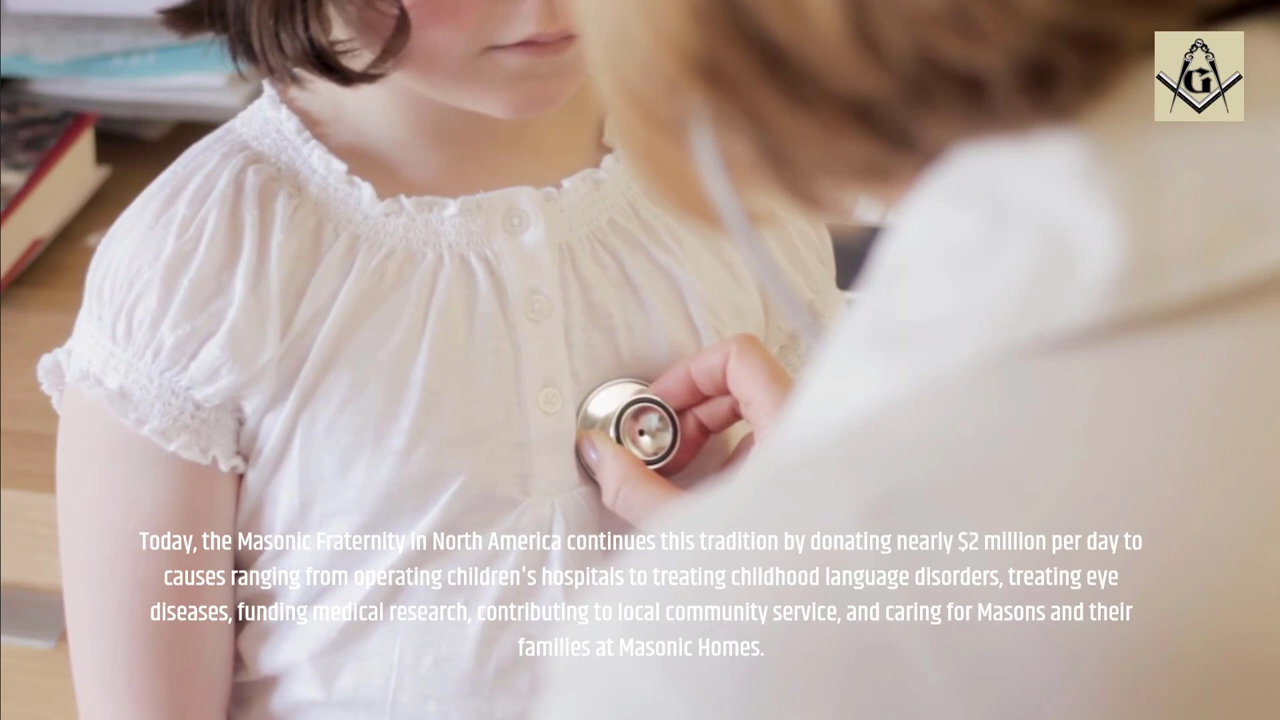 G
Today, the Masonic Fraternity in North America continues this tradition by donating nearly $2 million per day to
causes ranging from operating children's hospitals to treating childhood language disorders, treating eye
diseases, funding medical research, contributing to local community service, and caring for Masons and their
families at Masonic Homes.